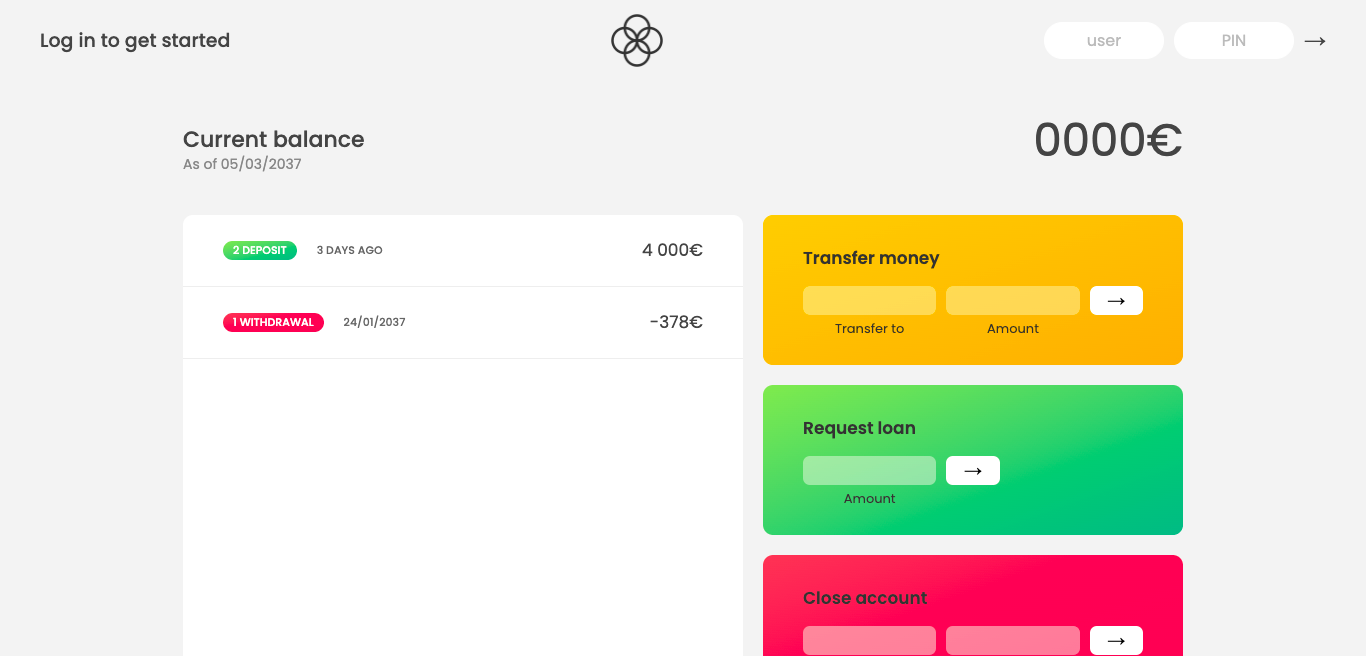 Log in to get started
user
PIN
→
Current balance
As of 05/03/2037
0000€
2 DEPOSIT
3 DAYS AGO
4 000€
1 WITHDRAWAL
24/01/2037
-378€
Transfer money
→
Transfer to
Amount
Request loan
→
Amount
Close account
→